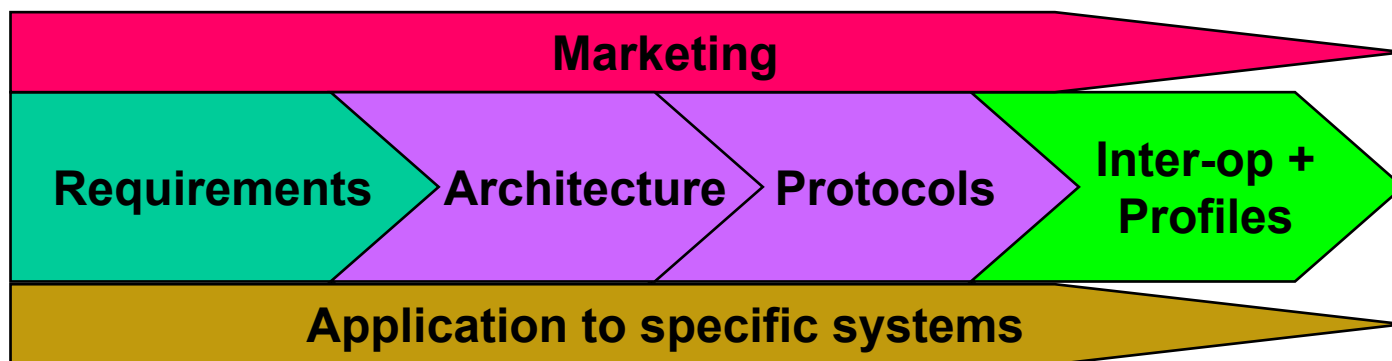 Marketing
Requirements
Architecture
Protocols
Inter-op +
Profiles
Application to specific systems